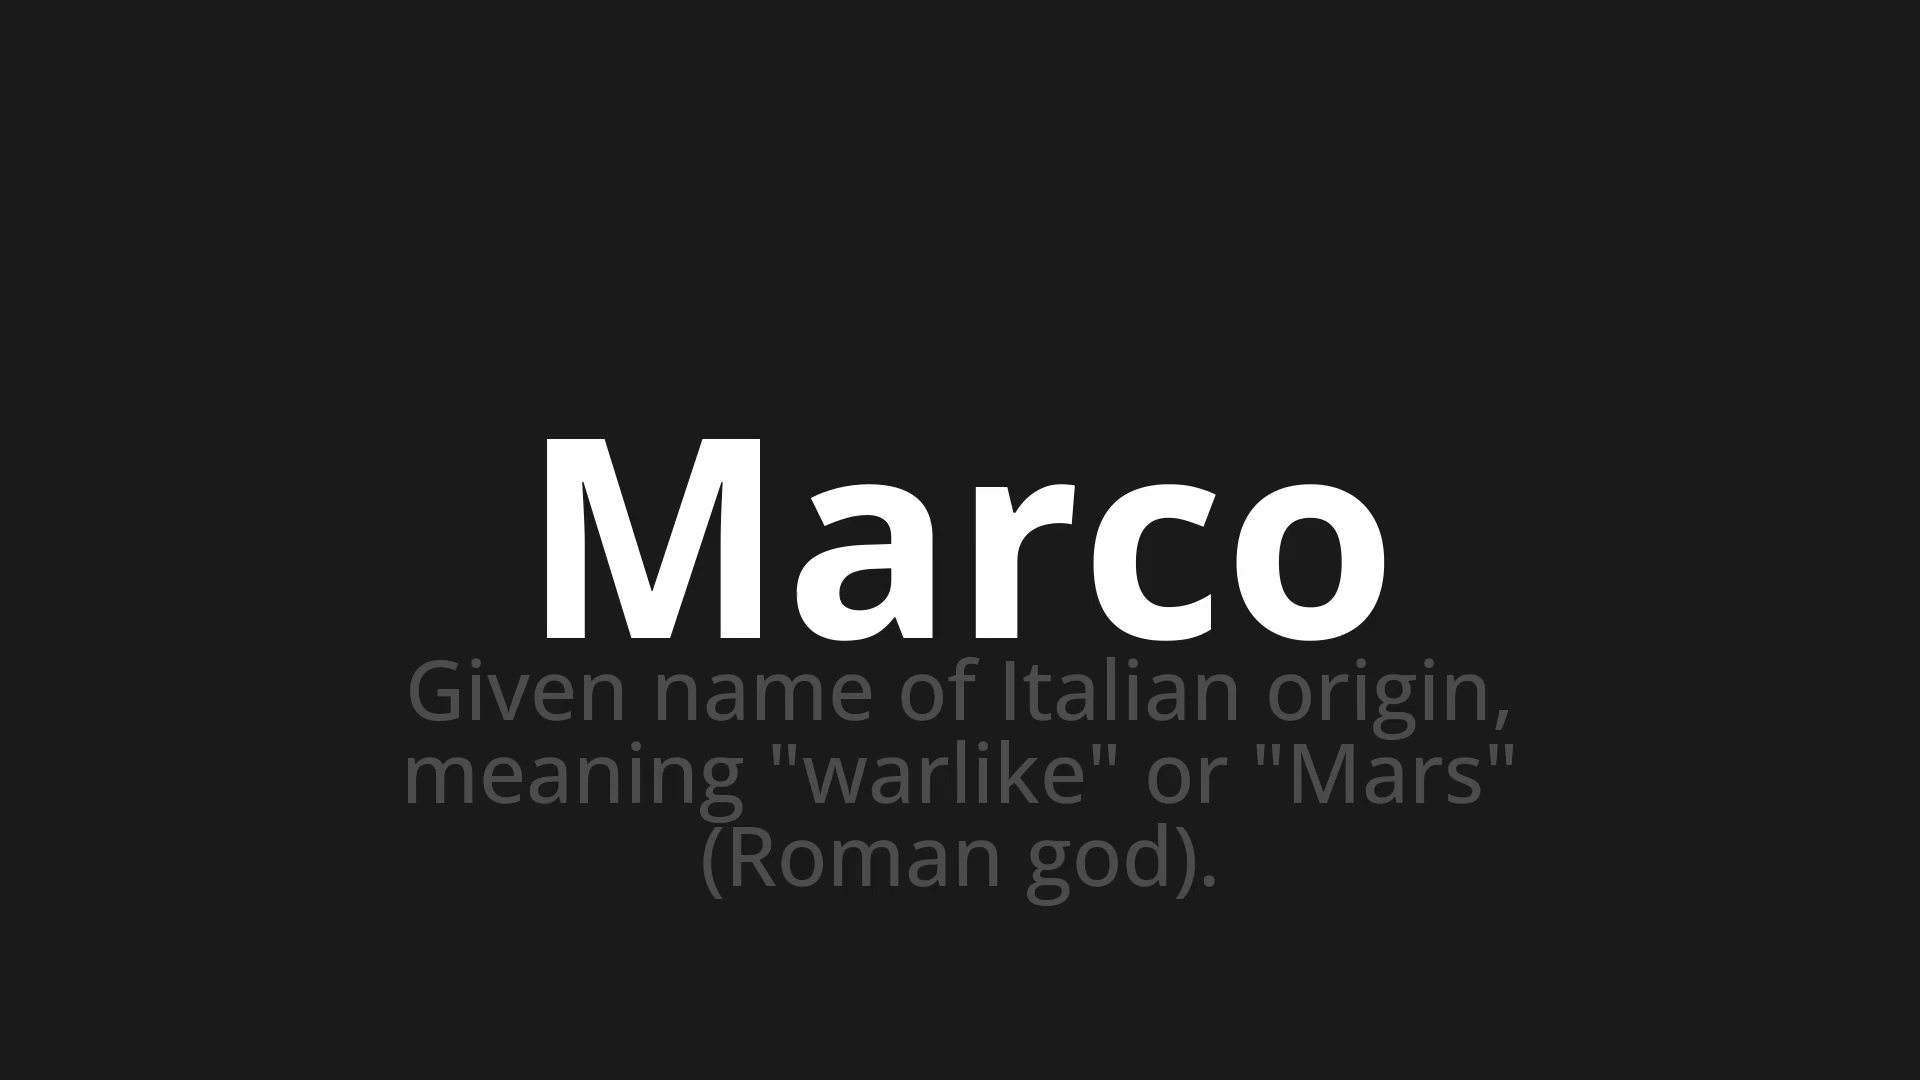 Marco
Given name of Italian origin,
meaning "warlike" or "Mars"
(Roman god).